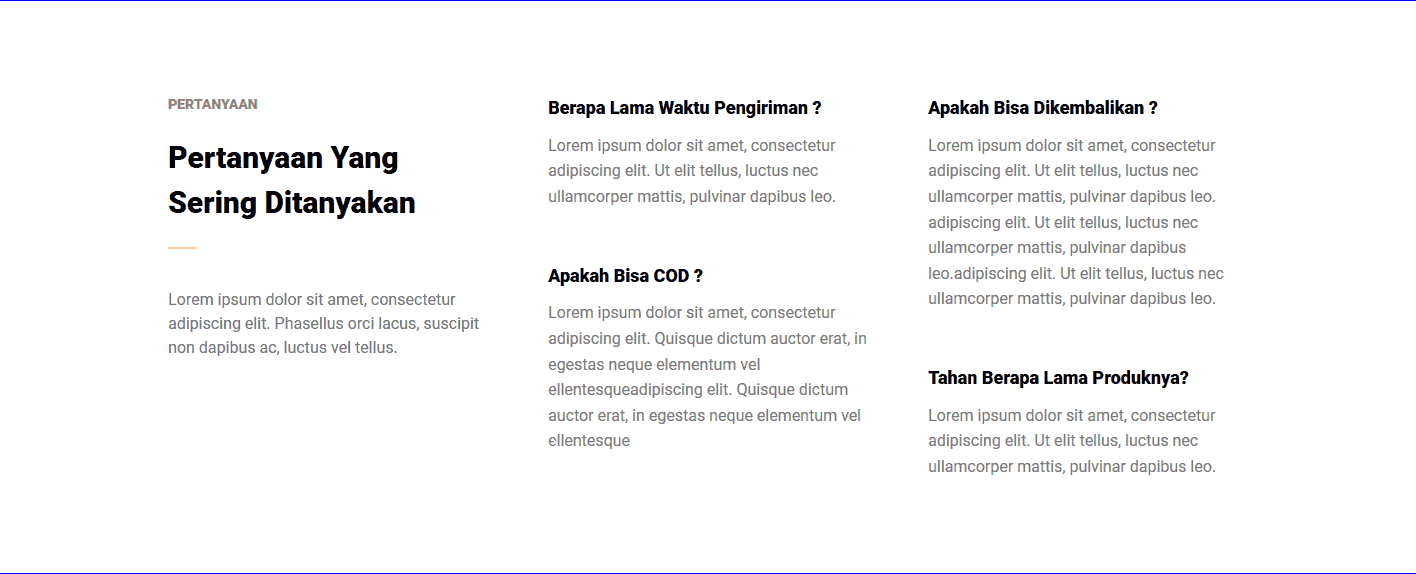 PERTANYAAN
Pertanyaan Yang
Sering Ditanyakan
Lorem ipsum dolor sit amet, consectetur
adipiscing elit. Phasellus orci lacus, suscipit
non dapibus ac, luctus vel tellus.
Berapa Lama Waktu Pengiriman ?
Lorem ipsum dolor sit amet, consectetur
adipiscing elit. Ut elit tellus, luctus nec
ullamcorper mattis, pulvinar dapibus leo.
Apakah Bisa COD ?
Lorem ipsum dolor sit amet, consectetur
adipiscing elit. Quisque dictum auctor erat, in
egestas neque elementum vel
ellentesqueadipiscing elit. Quisque dictum
auctor erat, in egestas neque elementum vel
ellentesque
Apakah Bisa Dikembalikan ?
Lorem ipsum dolor sit amet, consectetur
adipiscing elit. Ut elit tellus, luctus nec
ullamcorper mattis, pulvinar dapibus leo.
adipiscing elit. Ut elit tellus, luctus nec
ullamcorper mattis, pulvinar dapibus
leo.adipiscing elit. Ut elit tellus, luctus nec
ullamcorper mattis, pulvinar dapibus leo.
Tahan Berapa Lama Produknya?
Lorem ipsum dolor sit amet, consectetur
adipiscing elit. Ut elit tellus, luctus nec
ullamcorper mattis, pulvinar dapibus leo.